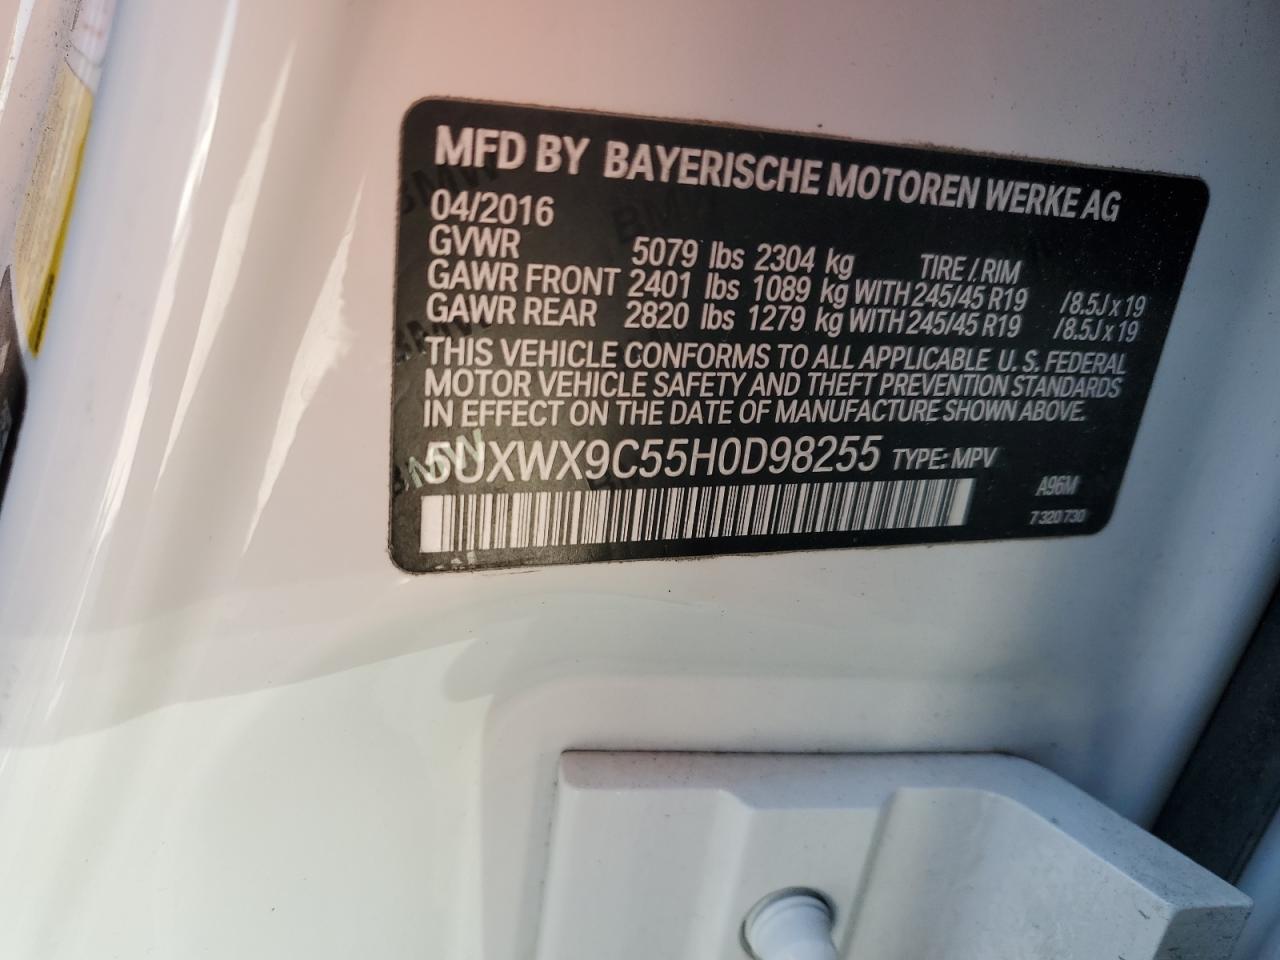 MFD BY BAYERISCHE MOTOREN WERKE AG
04/2016
GVWR 5079 lbs 2304 kg TIRE / RIM
GAWR FRONT 2401 lbs 1089 kg WITH 245/45 R19 /8.5J x 19
GAWR REAR 2820 lbs 1279 kg WITH 245/45 R19 /8.5J x 19
THIS VEHICLE CONFORMS TO ALL APPLICABLE U.S. FEDERAL
MOTOR VEHICLE SAFETY AND THEFT PREVENTION STANDARDS
IN EFFECT ON THE DATE OF MANUFACTURE SHOWN ABOVE.
5UXWX9C55H0D98255 TYPE: MPV
A96M
7 320 730